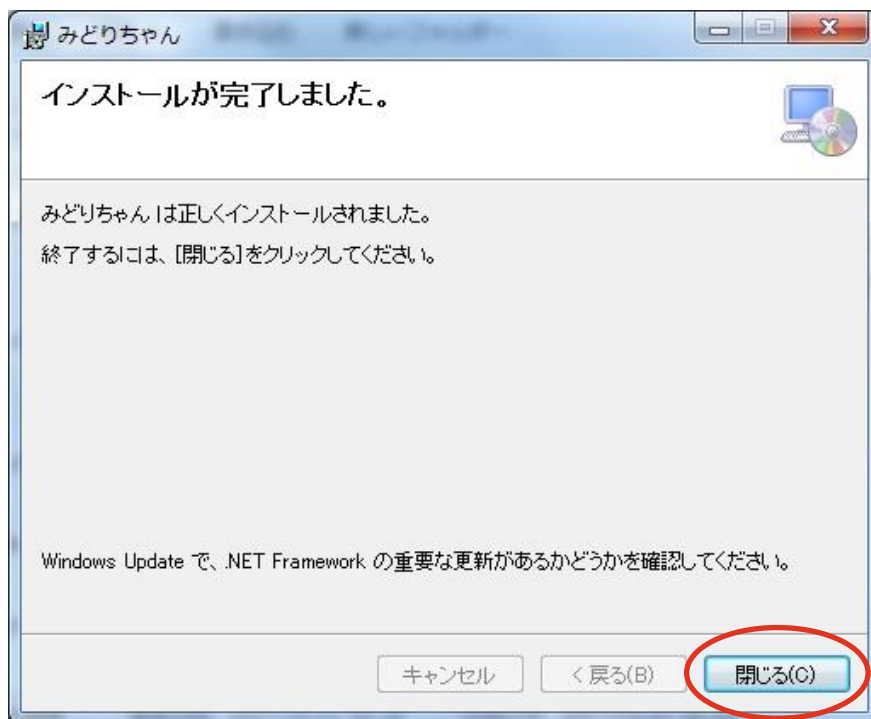 みどりちゃん
インストールが完了しました。
みどりちゃん は正しくインストールされました。
終了するには、[閉じる]をクリックしてください。
Windows Update で、.NET Framework の重要な更新があるかどうかを確認してください。
キャンセル
< 戻る(B)
閉じる(C)